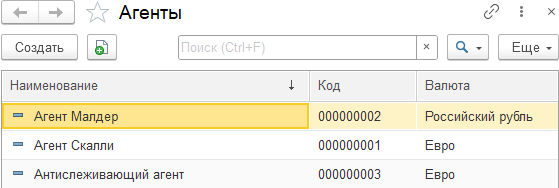 Агенты
Создать
Поиск (Ctrl+F)
×
Еще
Наименование ↓ Код Валюта
Агент Малдер 000000002 Российский рубль
Агент Скалли 000000001 Евро
Антислеживающий агент 000000003 Евро